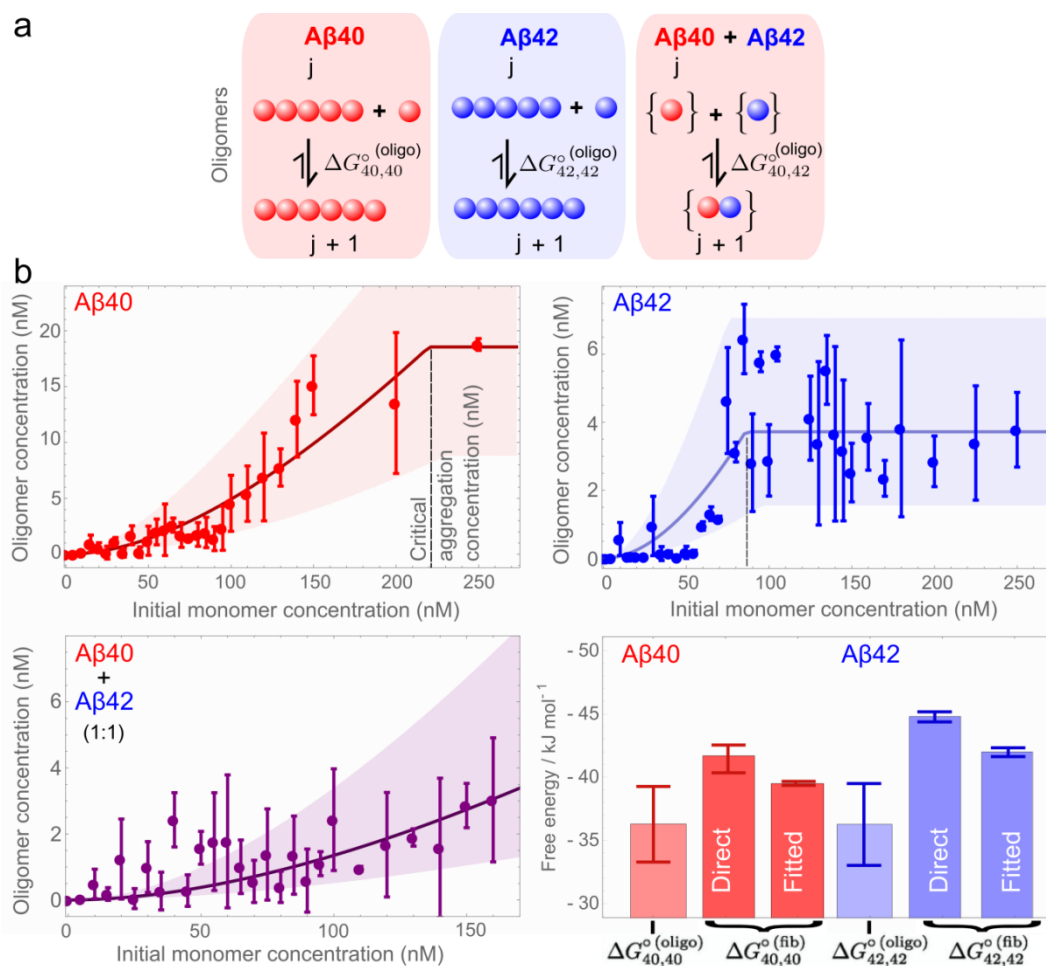 a
Aβ40
Aβ42
Aβ40 + Aβ42
j
j
j
Oligomers
+
+
{ } + { }
ΔG°(oligo)40,40
ΔG°(oligo)42,42
ΔG°(oligo)40,42
{ }
j + 1
j + 1
j + 1
b
Aβ40
Oligomer concentration (nM)
20
15
10
5
0
Critical
aggregation
concentration (nM)
0 50 100 150 200 250
Initial monomer concentration (nM)
Aβ42
Oligomer concentration (nM)
6
4
2
0
0 50 100 150 200 250
Initial monomer concentration (nM)
Aβ40
+
Aβ42
(1:1)
Oligomer concentration (nM)
6
4
2
0
0 50 100 150
Initial monomer concentration (nM)
Aβ40
Aβ42
Free energy / kJ mol⁻¹
- 50
- 45
- 40
- 35
- 30
Direct
Fitted
Direct
Fitted
ΔG°(oligo)40,40
ΔG°(fib)40,40
ΔG°(oligo)42,42
ΔG°(fib)42,42